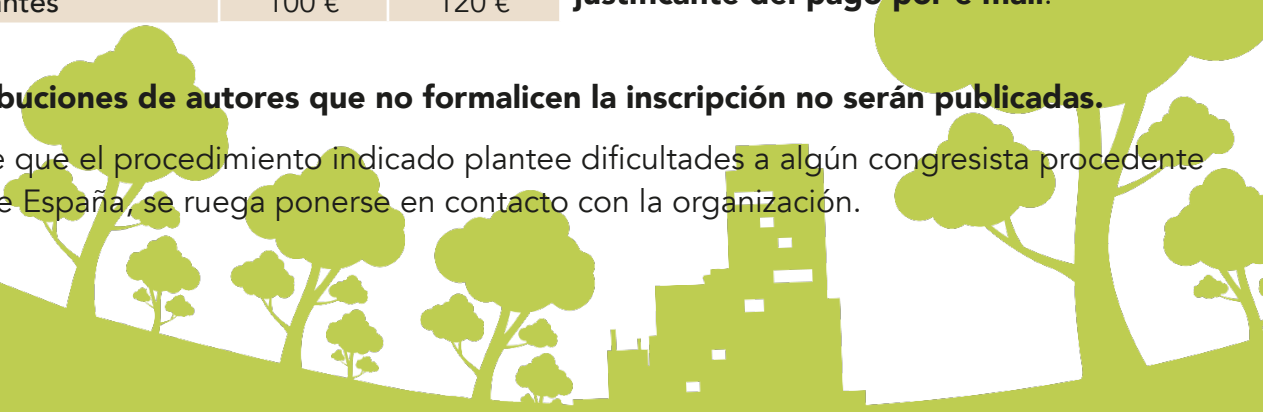 antes 100 € 120 € justificante del pago por e-mail.
buciones de autores que no formalicen la inscripción no serán publicadas.
e que el procedimiento indicado plantee dificultades a algún congresista procedente
e España, se ruega ponerse en contacto con la organización.